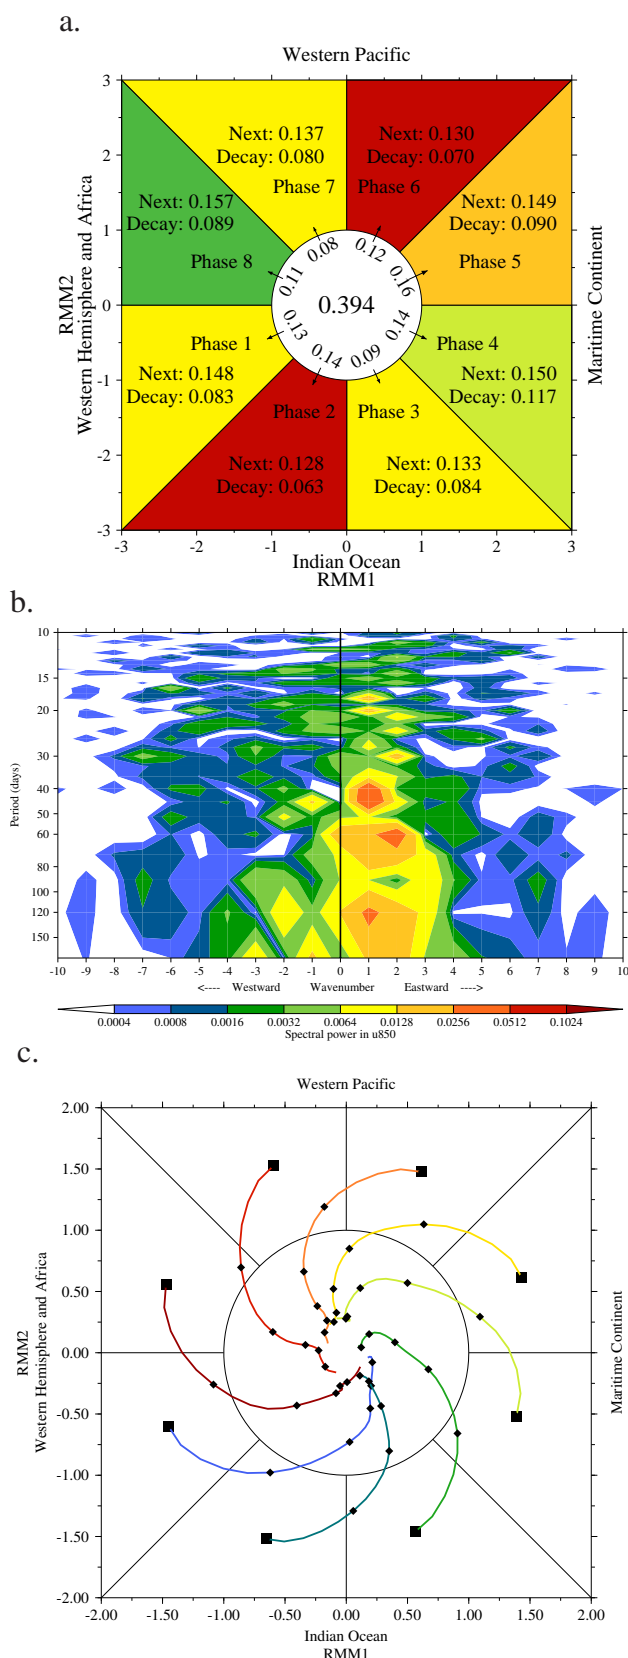 a.
Western Pacific
3
2
1
0
-1
-2
-3
RMM2
Western Hemisphere and Africa
Next: 0.137
Decay: 0.080
Phase 7
Next: 0.130
Decay: 0.070
Phase 6
Next: 0.157
Decay: 0.089
Phase 8
Next: 0.149
Decay: 0.090
Phase 5
0.08
0.12
0.11
0.16
0.394
0.13
0.14
0.14
0.09
Phase 1
Next: 0.148
Decay: 0.083
Phase 4
Next: 0.150
Decay: 0.117
Phase 2
Next: 0.128
Decay: 0.063
Phase 3
Next: 0.133
Decay: 0.084
Maritime Continent
-3 -2 -1 0 1 2 3
Indian Ocean
RMM1
b.
10
15
20
30
40
50
60
80
100
120
150
Period (days)
-10 -9 -8 -7 -6 -5 -4 -3 -2 -1 0 1 2 3 4 5 6 7 8 9 10
<---- Westward Wavenumber Eastward ---->
0.0004 0.0008 0.0016 0.0032 0.0064 0.0128 0.0256 0.0512 0.1024
Spectral power in u850
c.
Western Pacific
2.00
1.50
1.00
0.50
0.00
-0.50
-1.00
-1.50
-2.00
RMM2
Western Hemisphere and Africa
Maritime Continent
-2.00 -1.50 -1.00 -0.50 0.00 0.50 1.00 1.50 2.00
Indian Ocean
RMM1